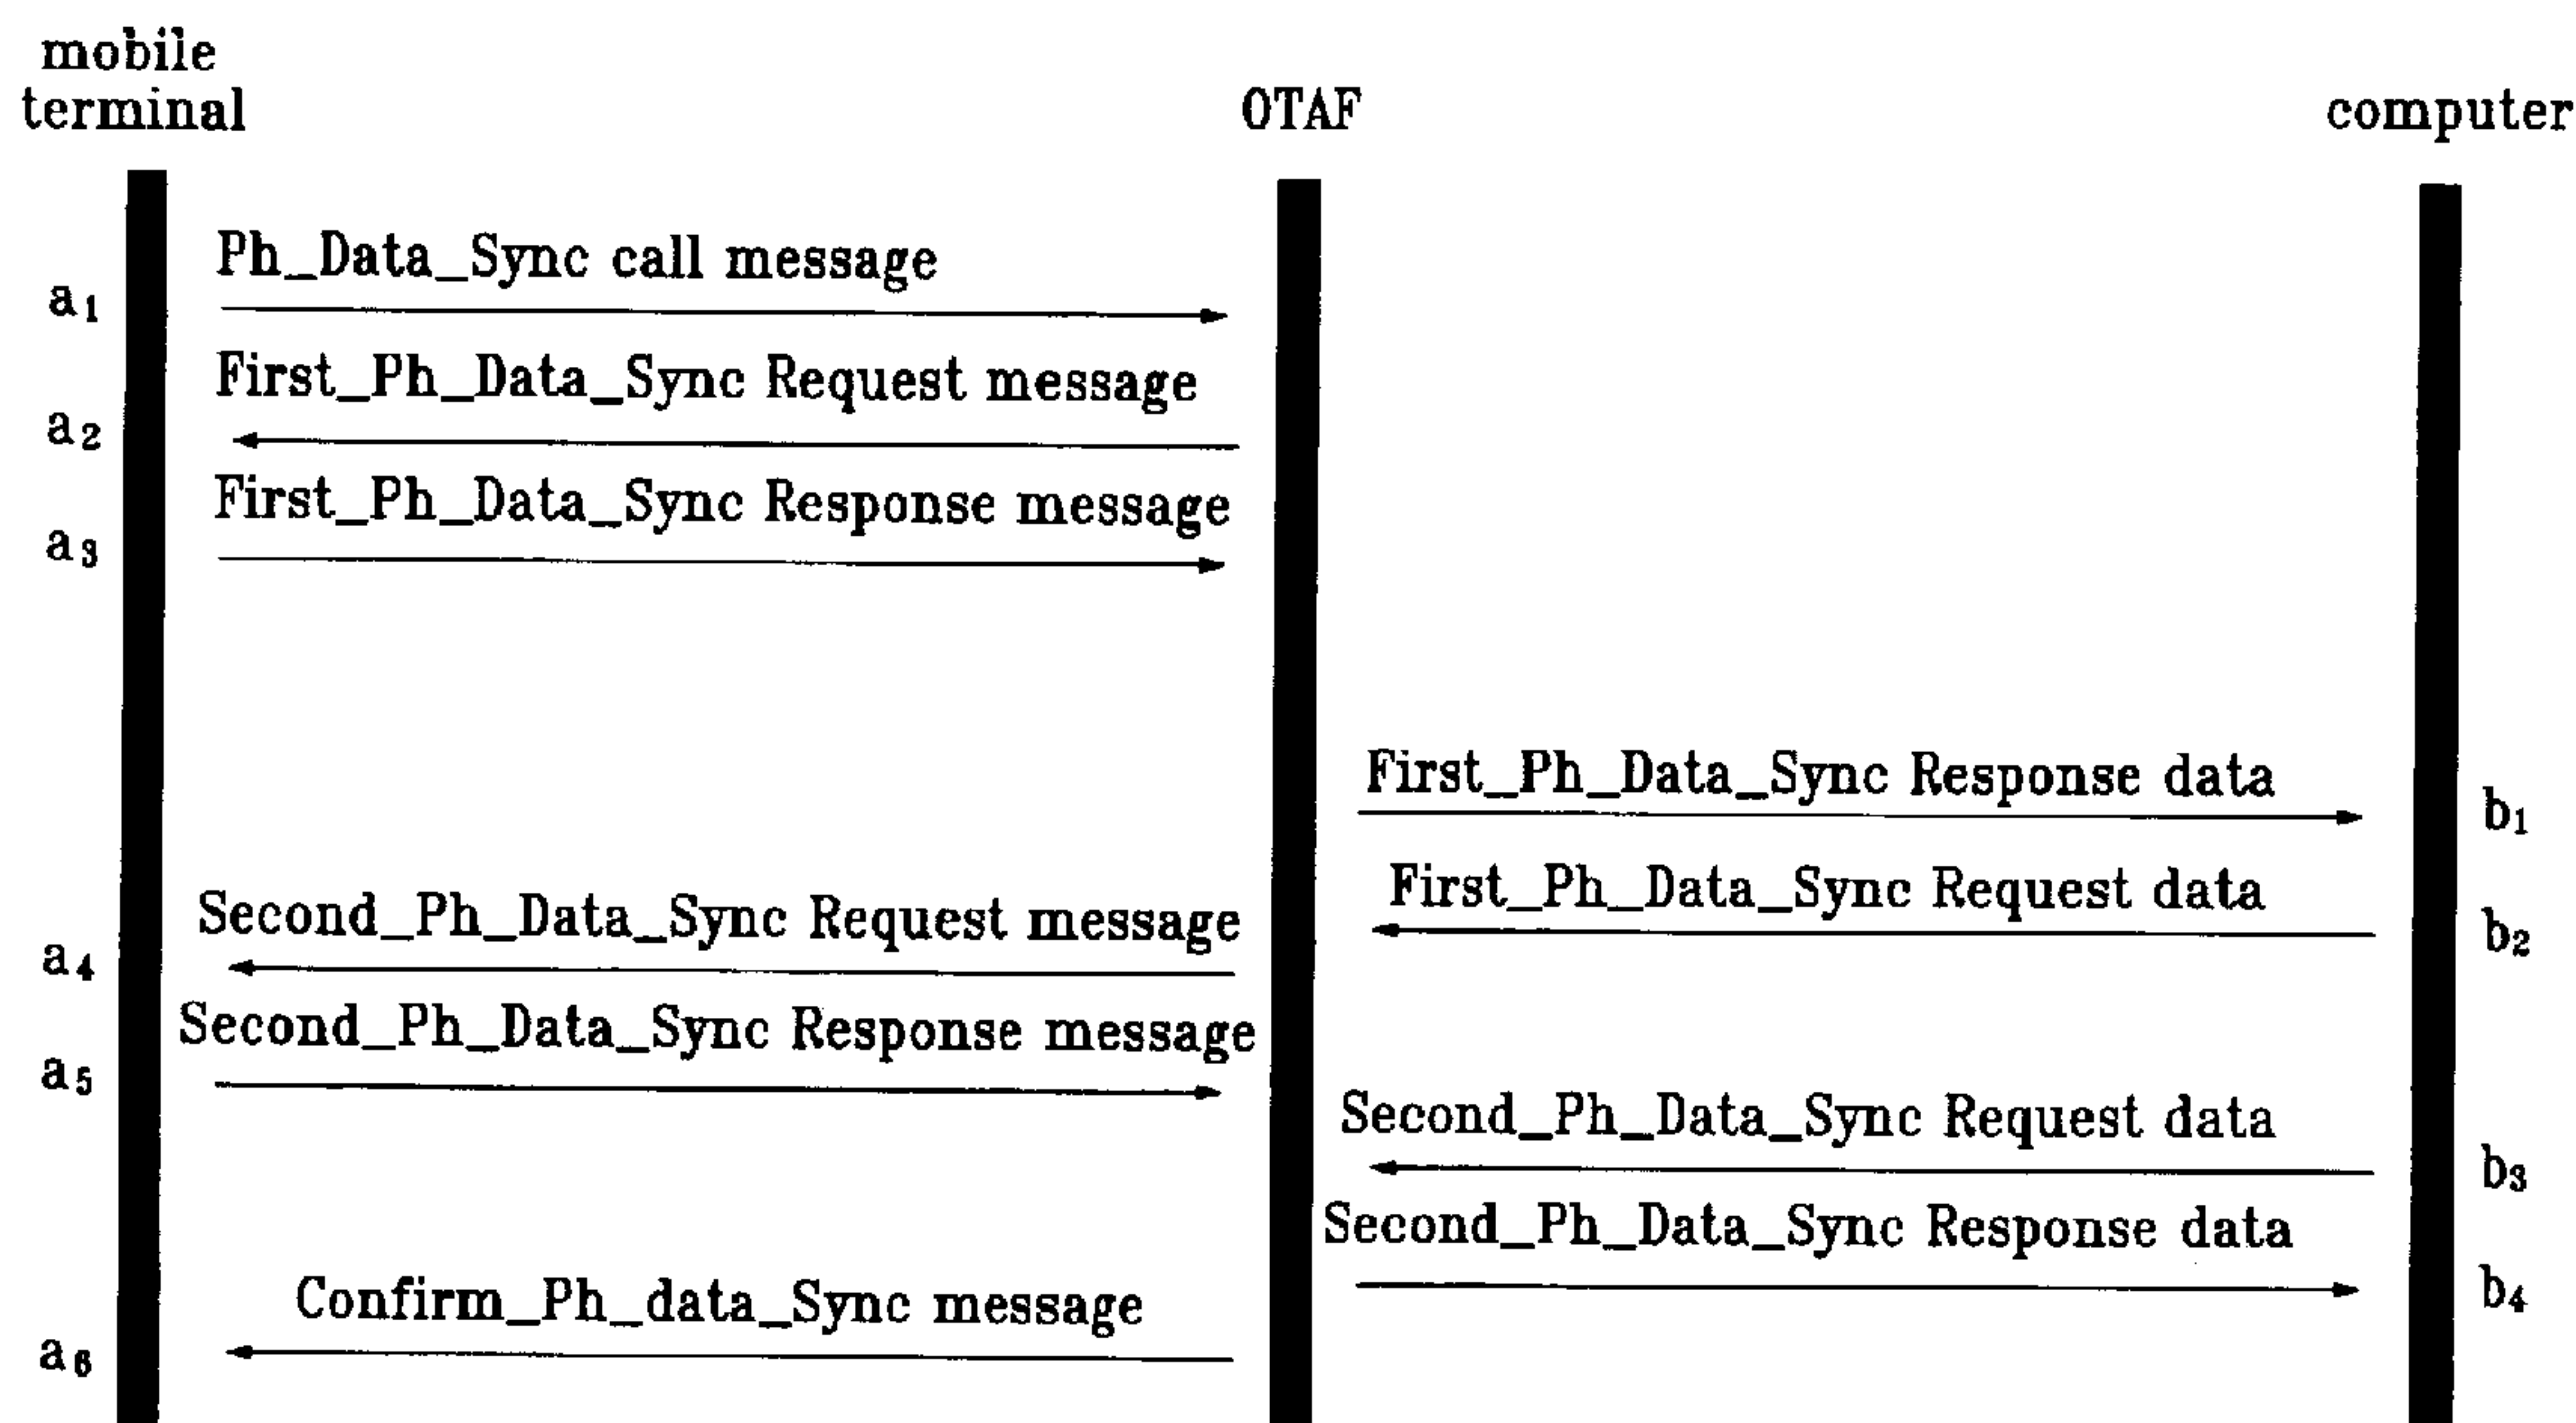 mobile
terminal
OTAF
computer
Ph_Data_Sync call message
a1
First_Ph_Data_Sync Request message
a2
First_Ph_Data_Sync Response message
a3
First_Ph_Data_Sync Response data
b1
First_Ph_Data_Sync Request data
b2
Second_Ph_Data_Sync Request message
a4
Second_Ph_Data_Sync Response message
a5
Second_Ph_Data_Sync Request data
b3
Second_Ph_Data_Sync Response data
b4
Confirm_Ph_data_Sync message
a6